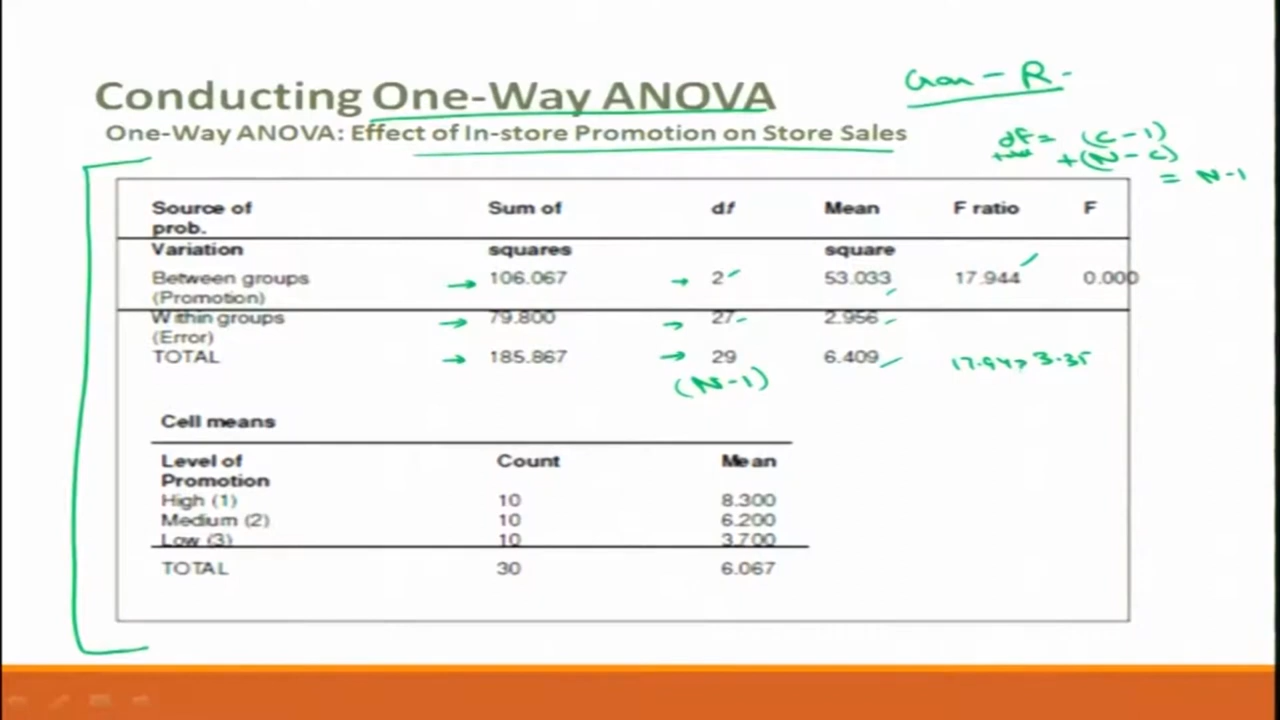 Conducting One-Way ANOVA
One-Way ANOVA: Effect of In-store Promotion on Store Sales
R-
df = (c-1)
+(N-c)
= N-1
Source of Sum of df Mean F ratio F
prob.
Variation squares square
Between groups → 106.067 → 2 53.033 17.944 0.000
(Promotion)
Within groups → 79.800 → 27 2.956
(Error)
TOTAL → 185.867 → 29 6.409 17.94 > 3.35
(N-1)
Cell means
Level of Count Mean
Promotion
High (1) 10 8.300
Medium (2) 10 6.200
Low (3) 10 3.700
TOTAL 30 6.067